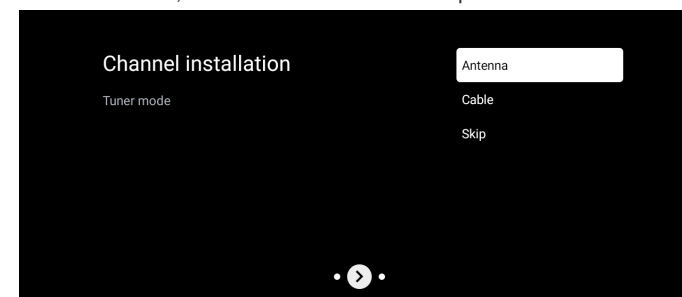 Channel installation
Tuner mode
Antenna
Cable
Skip